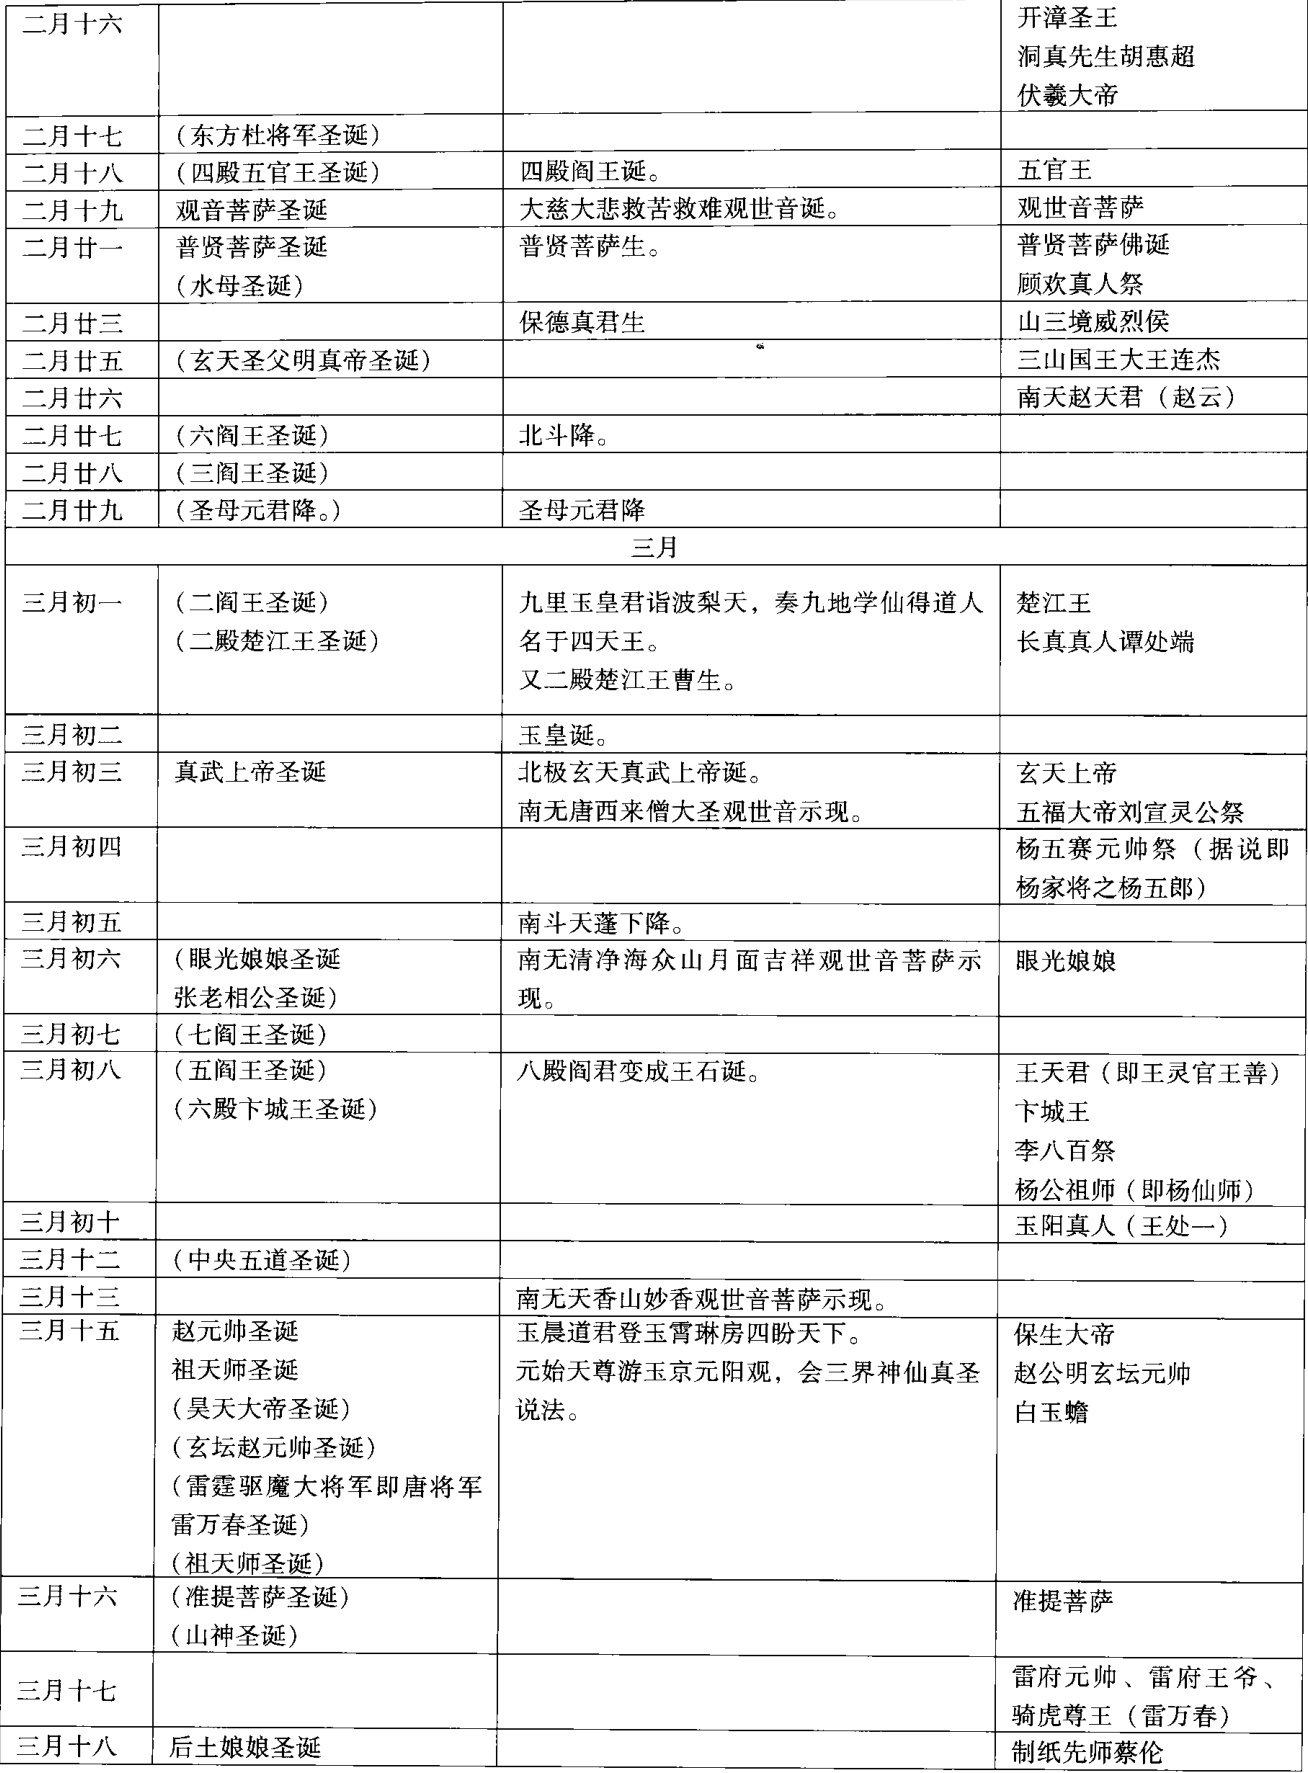 二月十六 开漳圣王
洞真先生胡惠超
伏羲大帝
二月十七 （东方杜将军圣诞）
二月十八 （四殿五官王圣诞） 四殿阎王诞。 五官王
二月十九 观音菩萨圣诞 大慈大悲救苦救难观世音诞。 观世音菩萨
二月廿一 普贤菩萨圣诞 普贤菩萨生。 普贤菩萨佛诞
（水母圣诞） 顾欢真人祭
二月廿三 保德真君生 山三境威烈侯
二月廿五 （玄天圣父明真帝圣诞） 三山国王大王连杰
二月廿六 南天赵天君（赵云）
二月廿七 （六阎王圣诞） 北斗降。
二月廿八 （三阎王圣诞）
二月廿九 （圣母元君降。） 圣母元君降
三月
三月初一 （二阎王圣诞） 九里玉皇君诣波梨天，奏九地学仙得道人 楚江王
（二殿楚江王圣诞） 名于四天王。 长真真人谭处端
又二殿楚江王曹生。
三月初二 玉皇诞。
三月初三 真武上帝圣诞 北极玄天真武上帝诞。 玄天上帝
南无唐西来僧大圣观世音示现。 五福大帝刘宣灵公祭
三月初四 杨五赛元帅祭（据说即
杨家将之杨五郎）
三月初五 南斗天蓬下降。
三月初六 （眼光娘娘圣诞 南无清净海众山月面吉祥观世音菩萨示 眼光娘娘
张老相公圣诞） 现。
三月初七 （七阎王圣诞）
三月初八 （五阎王圣诞） 八殿阎君变成王石诞。 王天君（即王灵官王善）
（六殿卞城王圣诞） 卞城王
李八百祭
杨公祖师（即杨仙师）
三月初十 玉阳真人（王处一）
三月十二 （中央五道圣诞）
三月十三 南无天香山妙香观世音菩萨示现。
三月十五 赵元帅圣诞 玉晨道君登玉霄琳房四盼天下。 保生大帝
祖天师圣诞 元始天尊游玉京元阳观，会三界神仙真圣 赵公明玄坛元帅
（昊天大帝圣诞） 说法。 白玉蟾
（玄坛赵元帅圣诞）
（雷霆驱魔大将军即唐将军
雷万春圣诞）
（祖天师圣诞）
三月十六 （准提菩萨圣诞） 准提菩萨
（山神圣诞）
三月十七 雷府元帅、雷府王爷、
骑虎尊王（雷万春）
三月十八 后土娘娘圣诞 制纸先师蔡伦